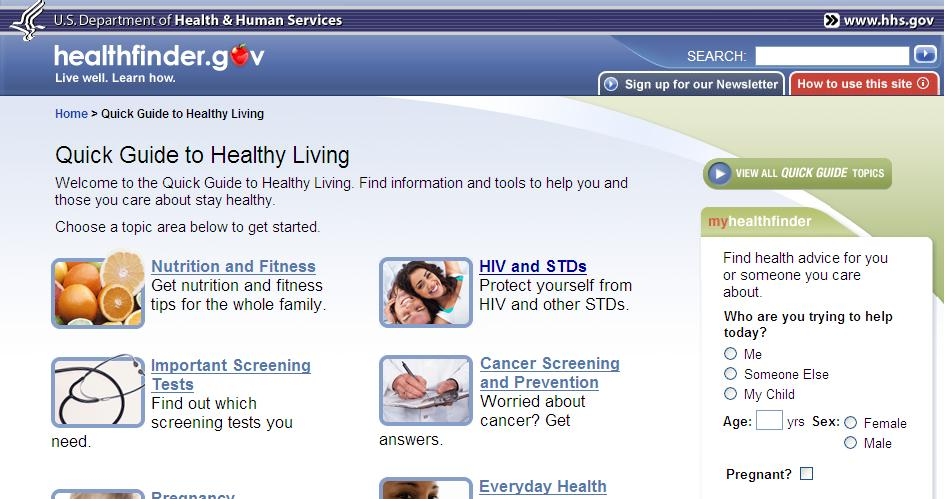 U.S. Department of Health & Human Services
www.hhs.gov
healthfinder.gov
Live well. Learn how.
SEARCH:
Sign up for our Newsletter
How to use this site
Home > Quick Guide to Healthy Living
Quick Guide to Healthy Living
Welcome to the Quick Guide to Healthy Living. Find information and tools to help you and
those you care about stay healthy.
Choose a topic area below to get started.
Nutrition and Fitness
Get nutrition and fitness
tips for the whole family.
HIV and STDs
Protect yourself from
HIV and other STDs.
Important Screening
Tests
Find out which
screening tests you
need.
Cancer Screening
and Prevention
Worried about
cancer? Get
answers.
Pregnancy
Everyday Health
VIEW ALL QUICK GUIDE TOPICS
myhealthfinder
Find health advice for you
or someone you care
about.
Who are you trying to help
today?
Me
Someone Else
My Child
Age: yrs Sex: Female
Male
Pregnant?